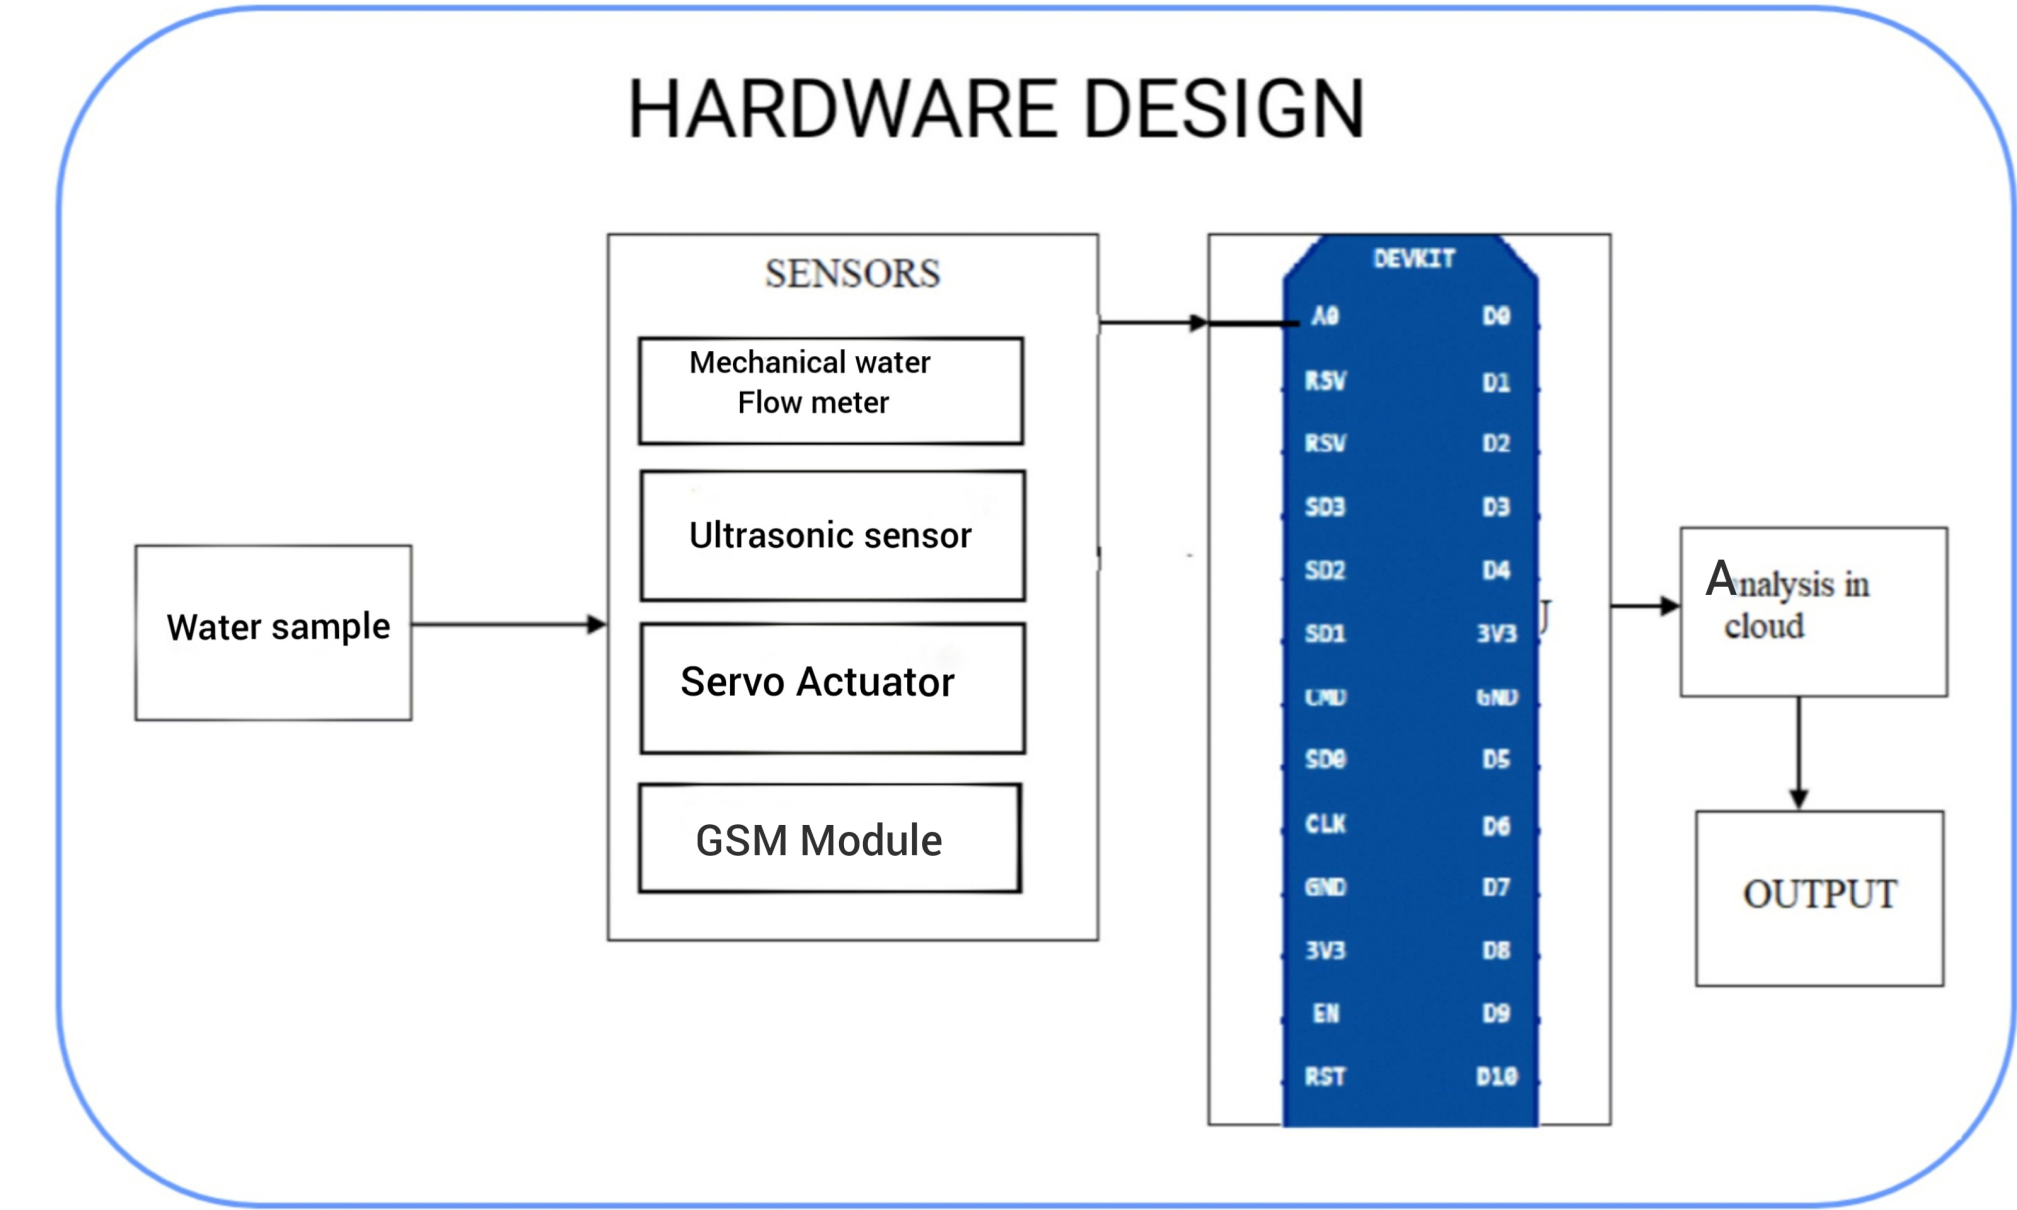 HARDWARE DESIGN
SENSORS
Mechanical water
Flow meter
Ultrasonic sensor
Servo Actuator
GSM Module
Water sample
DEVKIT
A0 D0
RSV D1
RSV D2
SD3 D3
SD2 D4
SD1 3V3
CMD GND
SD0 D5
CLK D6
GND D7
3V3 D8
EN D9
RST D10
J
Analysis in
cloud
OUTPUT